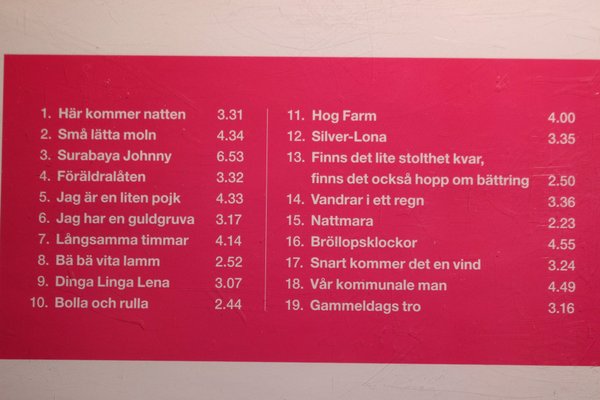 1. Här kommer natten 3.31
2. Små lätta moln 4.34
3. Surabaya Johnny 6.53
4. Föräldralåten 3.32
5. Jag är en liten pojk 4.33
6. Jag har en guldgruva 3.17
7. Långsamma timmar 4.14
8. Bä bä vita lamm 2.52
9. Dinga Linga Lena 3.07
10. Bolla och rulla 2.44
11. Hog Farm 4.00
12. Silver-Lona 3.35
13. Finns det lite stolthet kvar,
finns det också hopp om bättring 2.50
14. Vandrar i ett regn 3.36
15. Nattmara 2.23
16. Bröllopsklockor 4.55
17. Snart kommer det en vind 3.24
18. Vår kommunale man 4.49
19. Gammeldags tro 3.16